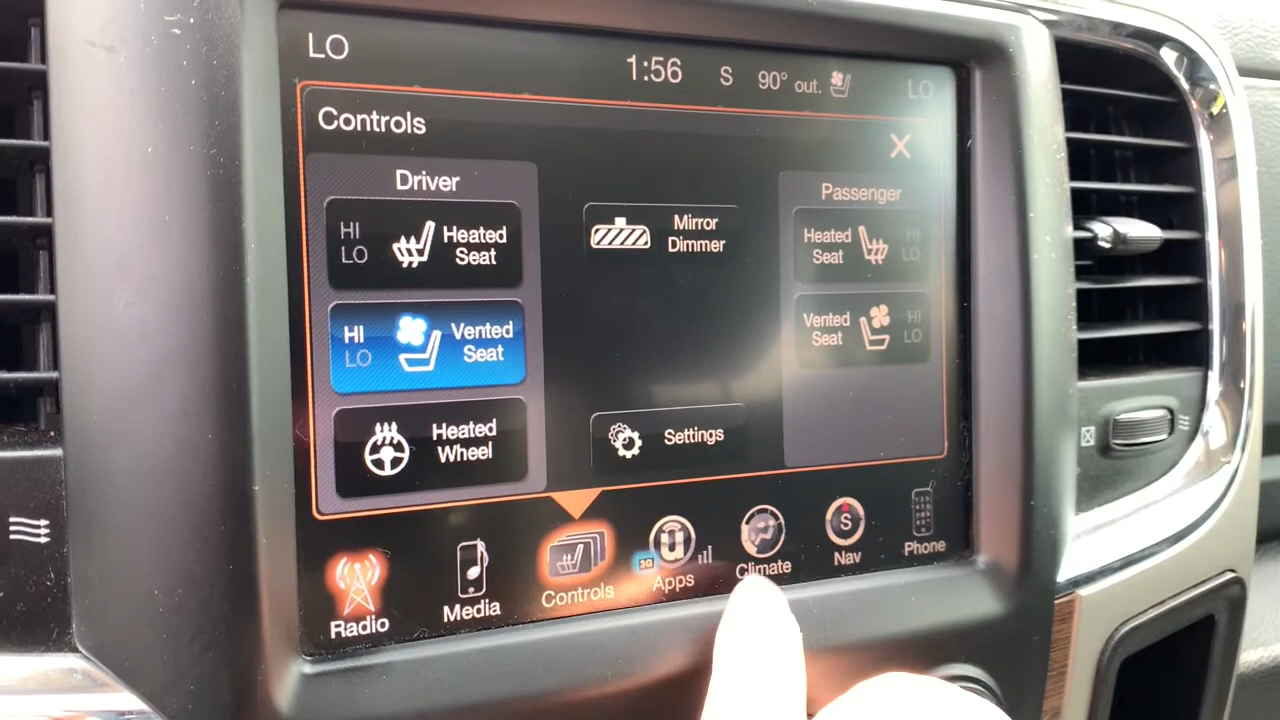 LO
1:56 S 90° out. LO
Controls
X
Driver
HI
LO
Heated
Seat
HI
LO
Vented
Seat
Heated
Wheel
Mirror
Dimmer
Settings
Passenger
Heated
Seat
HI
LO
Vented
Seat
HI
LO
Radio
Media
Controls
3G
Apps
Climate
S
Nav
Phone